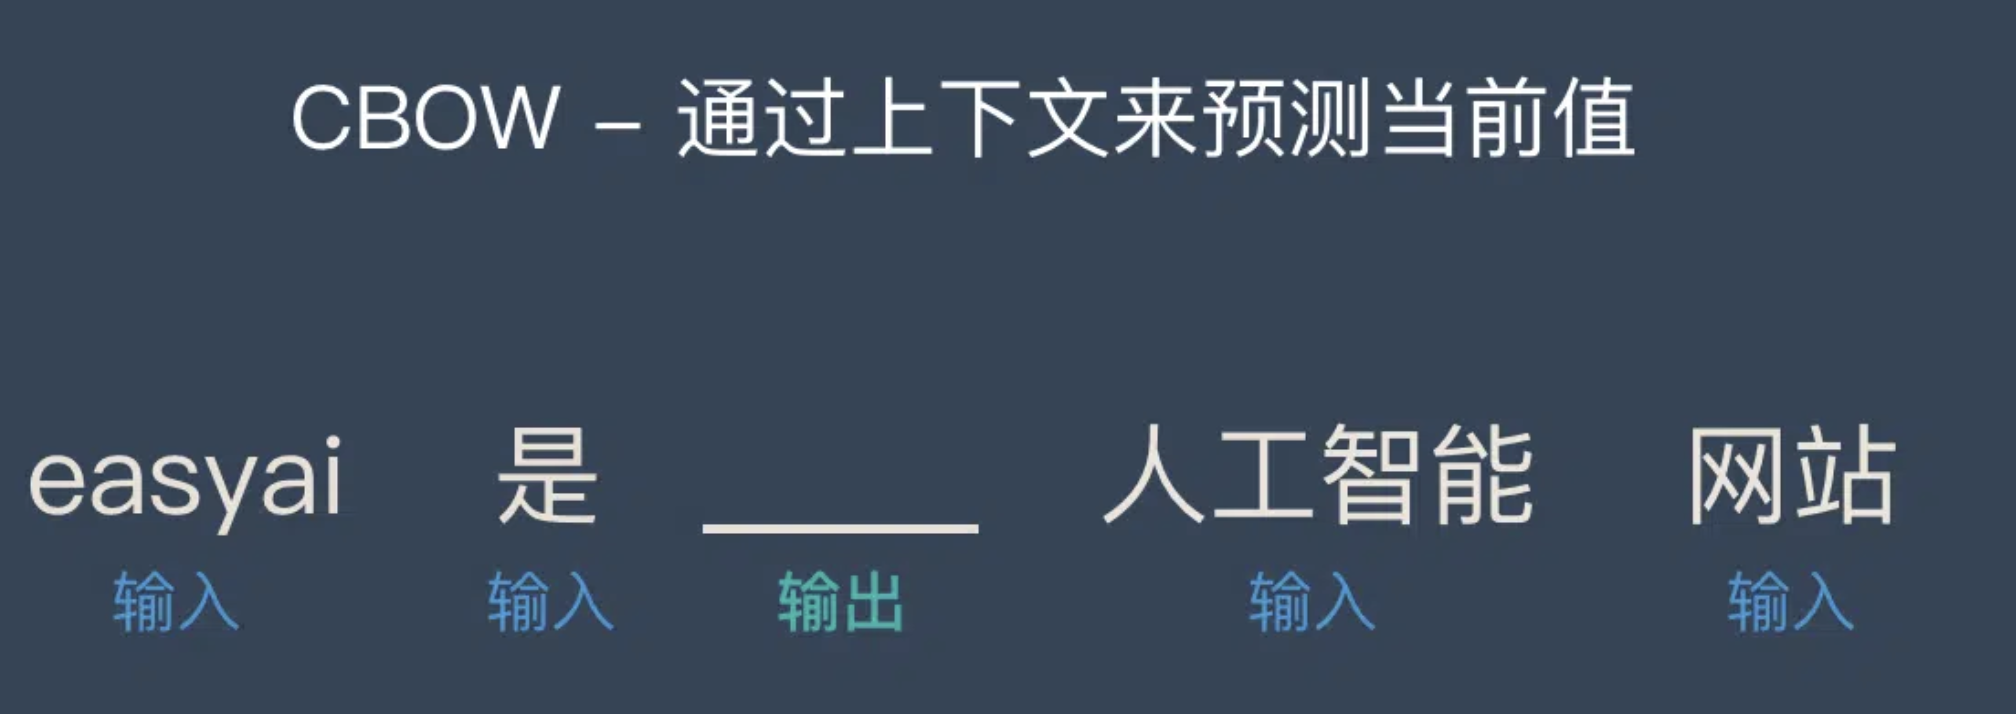 CBOW – 通过上下文来预测当前值
easyai 是 _____ 人工智能 网站
输入 输入 输出 输入 输入